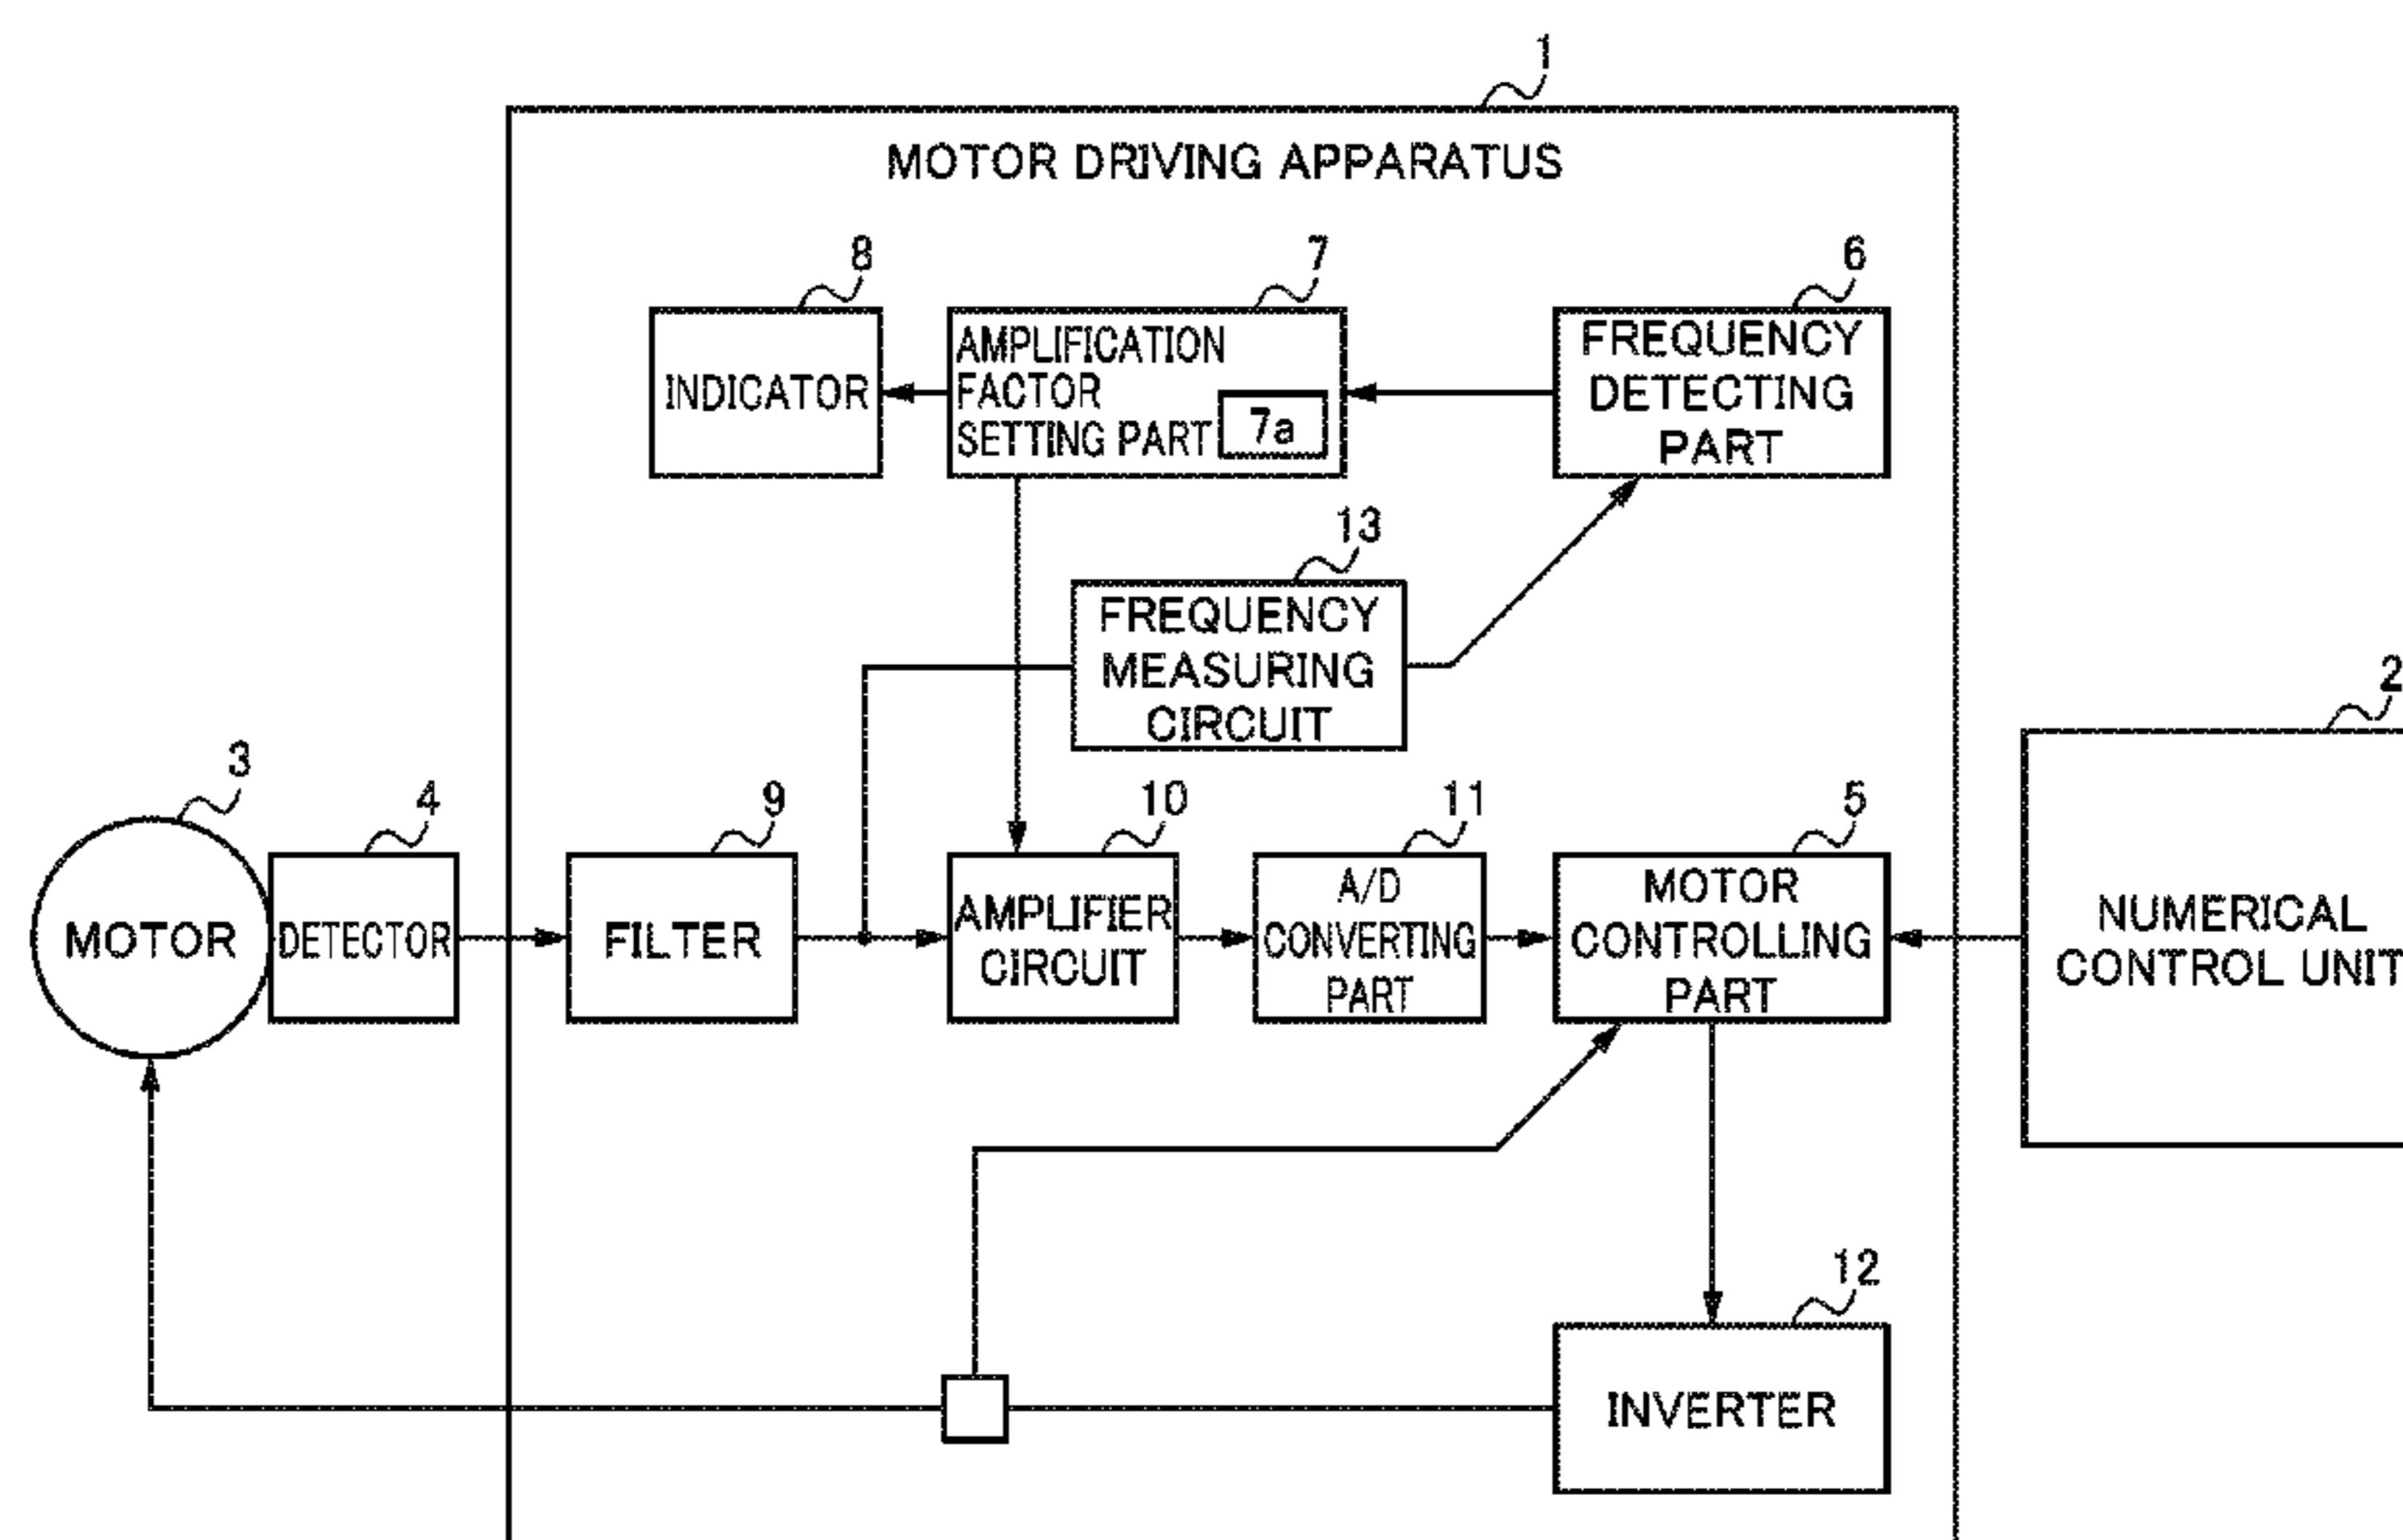 1
MOTOR DRIVING APPARATUS
8
7
6
INDICATOR
AMPLIFICATION
FACTOR
SETTING PART
7a
FREQUENCY
DETECTING
PART
13
FREQUENCY
MEASURING
CIRCUIT
2
NUMERICAL
CONTROL UNIT
3
MOTOR
4
DETECTOR
9
FILTER
10
AMPLIFIER
CIRCUIT
11
A/D
CONVERTING
PART
5
MOTOR
CONTROLLING
PART
12
INVERTER